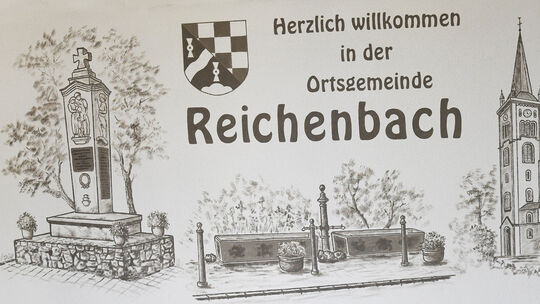 Herzlich willkommen
in der
Ortsgemeinde
Reichenbach